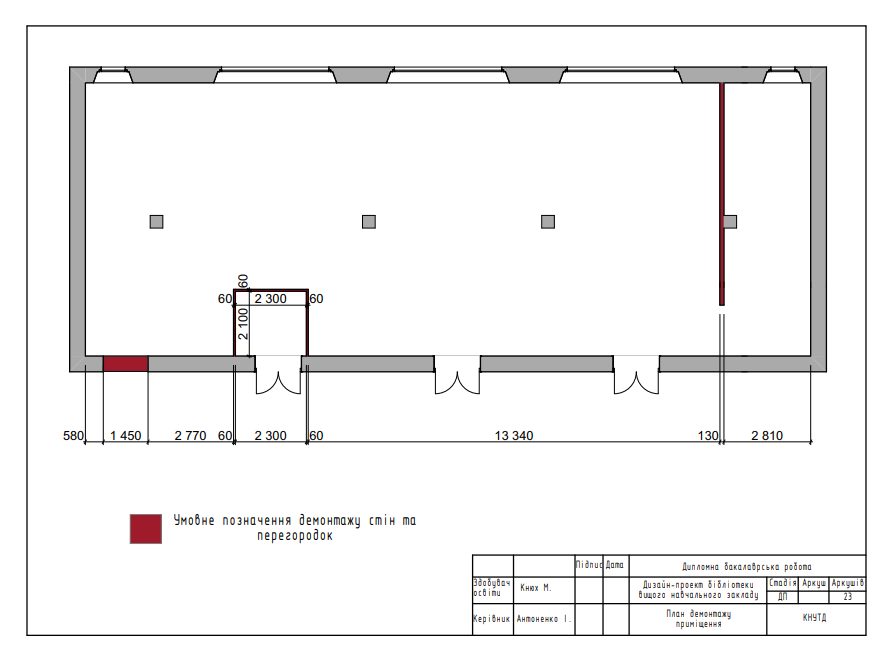 60
60
2 300
60
2 100
580
1 450
2 770
60
2 300
60
13 340
130
2 810
Умовне позначення демонтажу стін та
перегородок
Підпис
Дата
Дипломна бакалаврська робота
Здобувач
освіти
Кнюх М.
Дизайн-проект бібліотеки
вищого навчального закладу
Стадія
Аркуш
Аркушів
ДП
23
Керівник
Антоненко І.
План демонтажу
приміщення
КНУТД